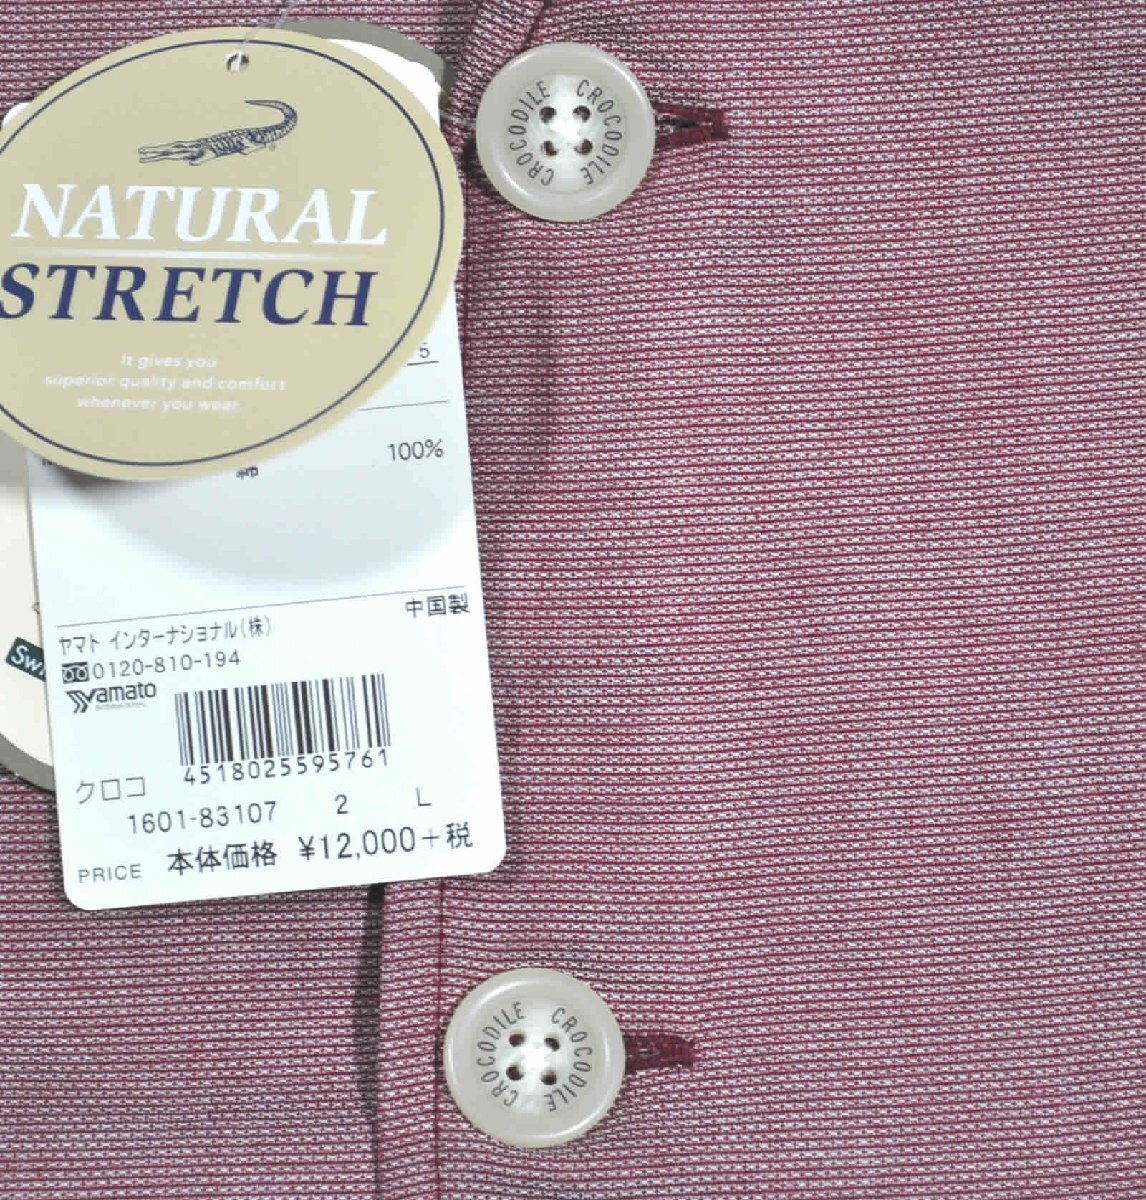 NATURAL
STRETCH
It gives you
superior quality and comfort
whenever you wear
5
100%
中国製
ヤマト インターナショナル(株)
0120-810-194
Yamato
INTERNATIONAL
4518025595761
クロコ
1601-83107 2 L
PRICE 本体価格 ¥12,000+税
CROCODILE CROCODILE
CROCODILE CROCODILE